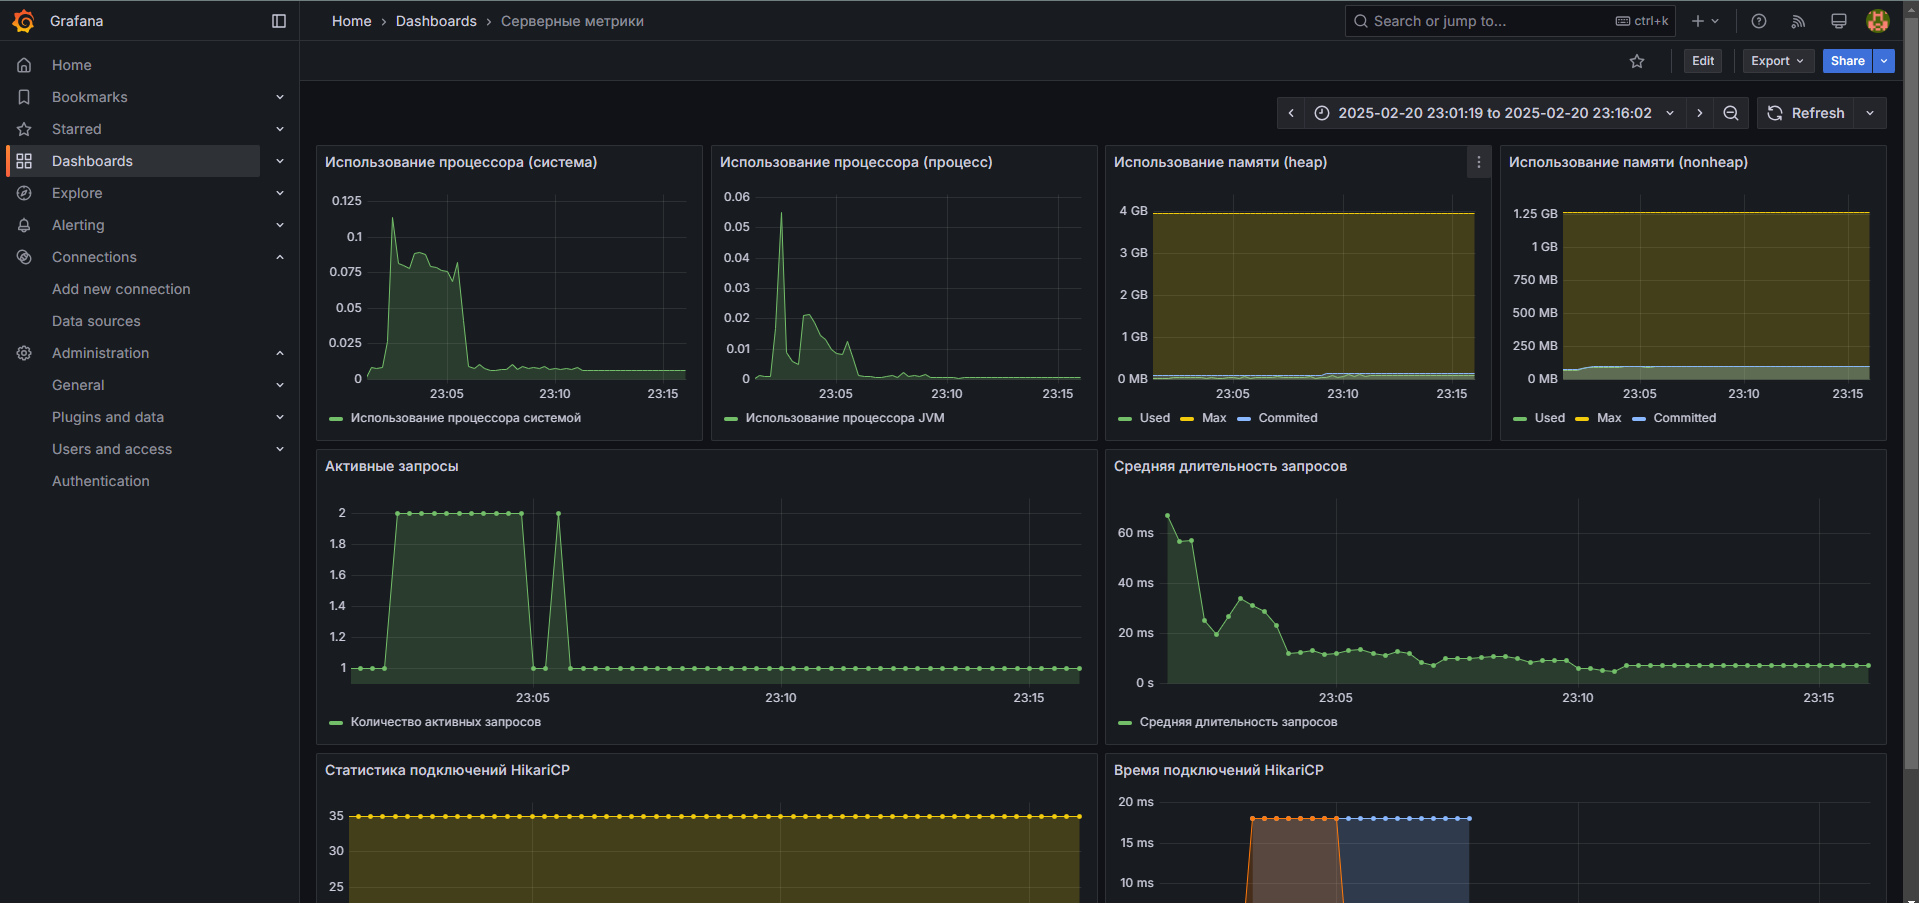 Grafana
Home › Dashboards › Серверные метрики
Search or jump to...
ctrl+k
Home
Bookmarks
Starred
Dashboards
Explore
Alerting
Connections
Add new connection
Data sources
Administration
General
Plugins and data
Users and access
Authentication
Edit
Export
Share
2025-02-20 23:01:19 to 2025-02-20 23:16:02
Refresh
Использование процессора (система)
0.125
0.1
0.075
0.05
0.025
0
23:05 23:10 23:15
Использование процессора системой
Использование процессора (процесс)
0.06
0.05
0.04
0.03
0.02
0.01
0
23:05 23:10 23:15
Использование процессора JVM
Использование памяти (heap)
4 GB
3 GB
2 GB
1 GB
0 MB
23:05 23:10 23:15
Used Max Commited
Использование памяти (nonheap)
1.25 GB
1 GB
750 MB
500 MB
250 MB
0 MB
23:05 23:10 23:15
Used Max Committed
Активные запросы
2
1.8
1.6
1.4
1.2
1
23:05 23:10 23:15
Количество активных запросов
Средняя длительность запросов
60 ms
40 ms
20 ms
0 s
23:05 23:10 23:15
Средняя длительность запросов
Статистика подключений HikariCP
35
30
25
Время подключений HikariCP
20 ms
15 ms
10 ms